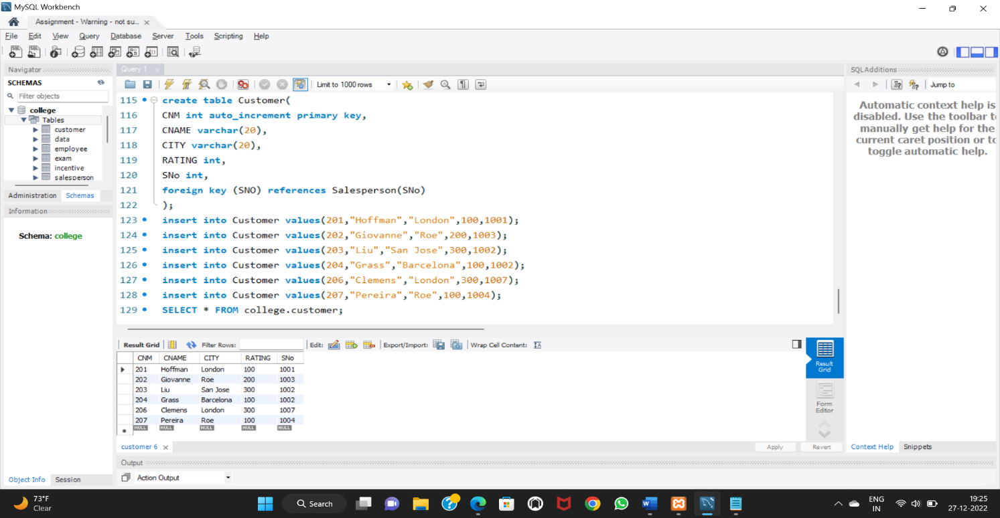 MySQL Workbench
Assignment - Warning - not su...
File Edit View Query Database Server Tools Scripting Help
Navigator
SCHEMAS
Filter objects
college
Tables
customer
data
employee
exam
incentive
salesperson
Administration Schemas
Information
Schema: college
Object Info Session
Query 1
Limit to 1000 rows
115 create table Customer(
116 CNM int auto_increment primary key,
117 CNAME varchar(20),
118 CITY varchar(20),
119 RATING int,
120 SNo int,
121 foreign key (SNO) references Salesperson(SNo)
122 );
123 insert into Customer values(201,"Hoffman","London",100,1001);
124 insert into Customer values(202,"Giovanne","Roe",200,1003);
125 insert into Customer values(203,"Liu","San Jose",300,1002);
126 insert into Customer values(204,"Grass","Barcelona",100,1002);
127 insert into Customer values(206,"Clemens","London",300,1007);
128 insert into Customer values(207,"Pereira","Roe",100,1004);
129 SELECT * FROM college.customer;
Result Grid Filter Rows: Edit: Export/Import: Wrap Cell Content:
CNM CNAME CITY RATING SNo
201 Hoffman London 100 1001
202 Giovanne Roe 200 1003
203 Liu San Jose 300 1002
204 Grass Barcelona 100 1002
206 Clemens London 300 1007
207 Pereira Roe 100 1004
NULL NULL NULL NULL NULL
Result
Grid
Form
Editor
customer 6 Apply Revert
Output
Action Output
SQLAdditions
Jump to
Automatic context help is
disabled. Use the toolbar t
manually get help for the
current caret position or to
toggle automatic help.
Context Help Snippets
73°F
Clear
Search
ENG
IN
19:25
27-12-2022